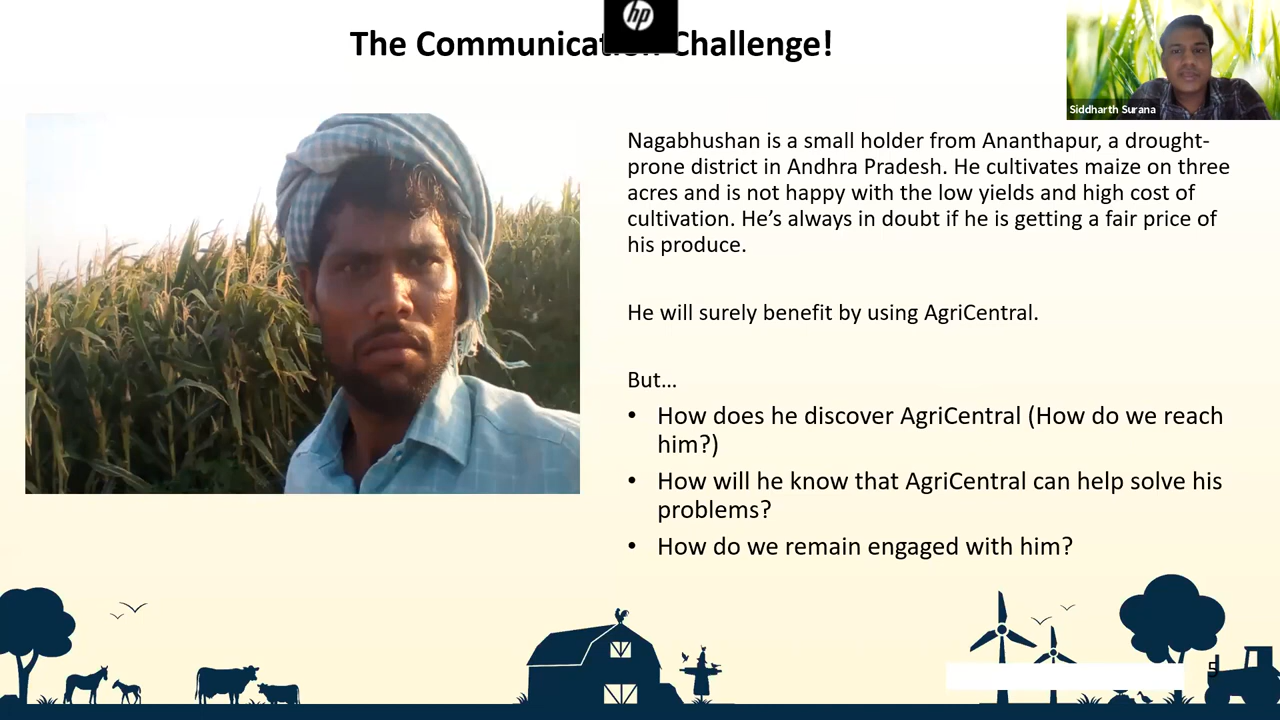 The Communicat Challenge!
hp
Siddharth Surana
Nagabhushan is a small holder from Ananthapur, a drought-
prone district in Andhra Pradesh. He cultivates maize on three
acres and is not happy with the low yields and high cost of
cultivation. He’s always in doubt if he is getting a fair price of
his produce.
He will surely benefit by using AgriCentral.
But…
• How does he discover AgriCentral (How do we reach
him?)
• How will he know that AgriCentral can help solve his
problems?
• How do we remain engaged with him?